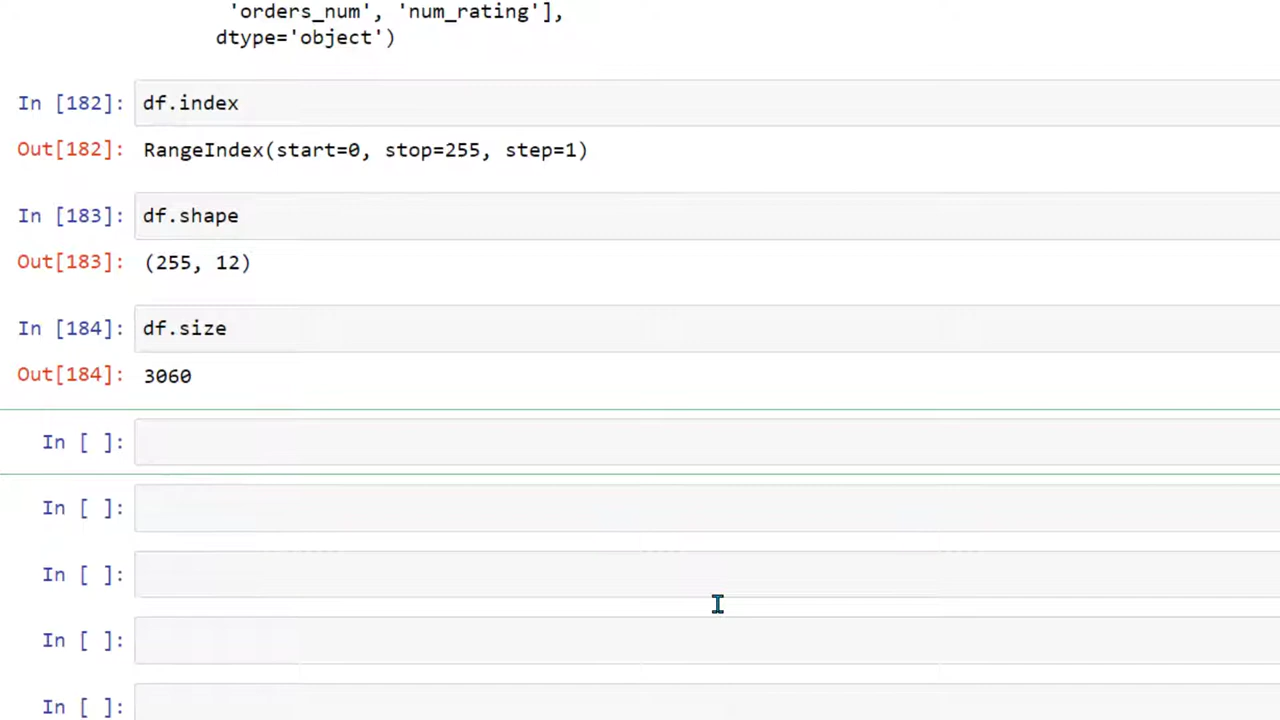 'orders_num', 'num_rating'],
dtype='object')
In [182]: df.index
Out[182]: RangeIndex(start=0, stop=255, step=1)
In [183]: df.shape
Out[183]: (255, 12)
In [184]: df.size
Out[184]: 3060
In [ ]:
In [ ]:
In [ ]:
In [ ]:
In [ ]: